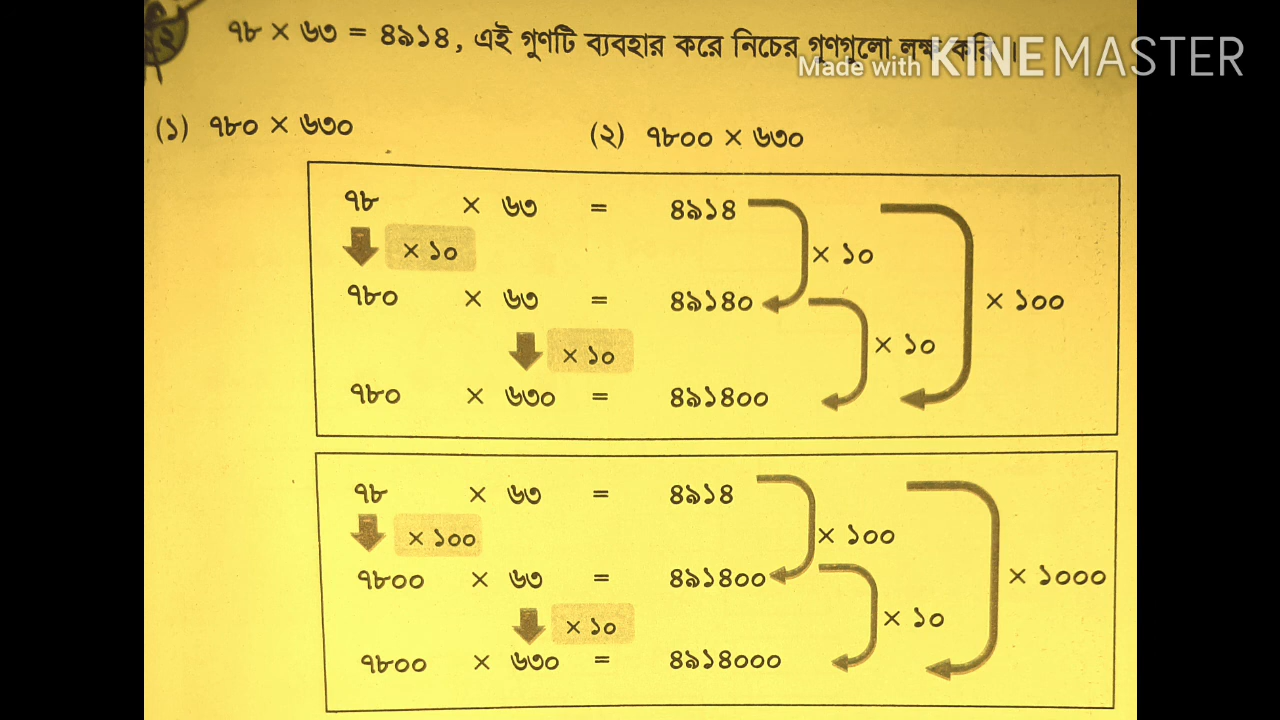 ২
৭৮ × ৬৩ = ৪৯১৪, এই গুণটি ব্যবহার করে নিচের গুণগুলো লক্ষ করি।
Made with KINEMASTER
(১) ৭৮০ × ৬৩০ (২) ৭৮০০ × ৬৩০
৭৮ × ৬৩ = ৪৯১৪
× ১০ × ১০
৭৮০ × ৬৩ = ৪৯১৪০ × ১০০
× ১০ × ১০
৭৮০ × ৬৩০ = ৪৯১৪০০
৭৮ × ৬৩ = ৪৯১৪
× ১০০ × ১০০
৭৮০০ × ৬৩ = ৪৯১৪০০ × ১০০০
× ১০ × ১০
৭৮০০ × ৬৩০ = ৪৯১৪০০০